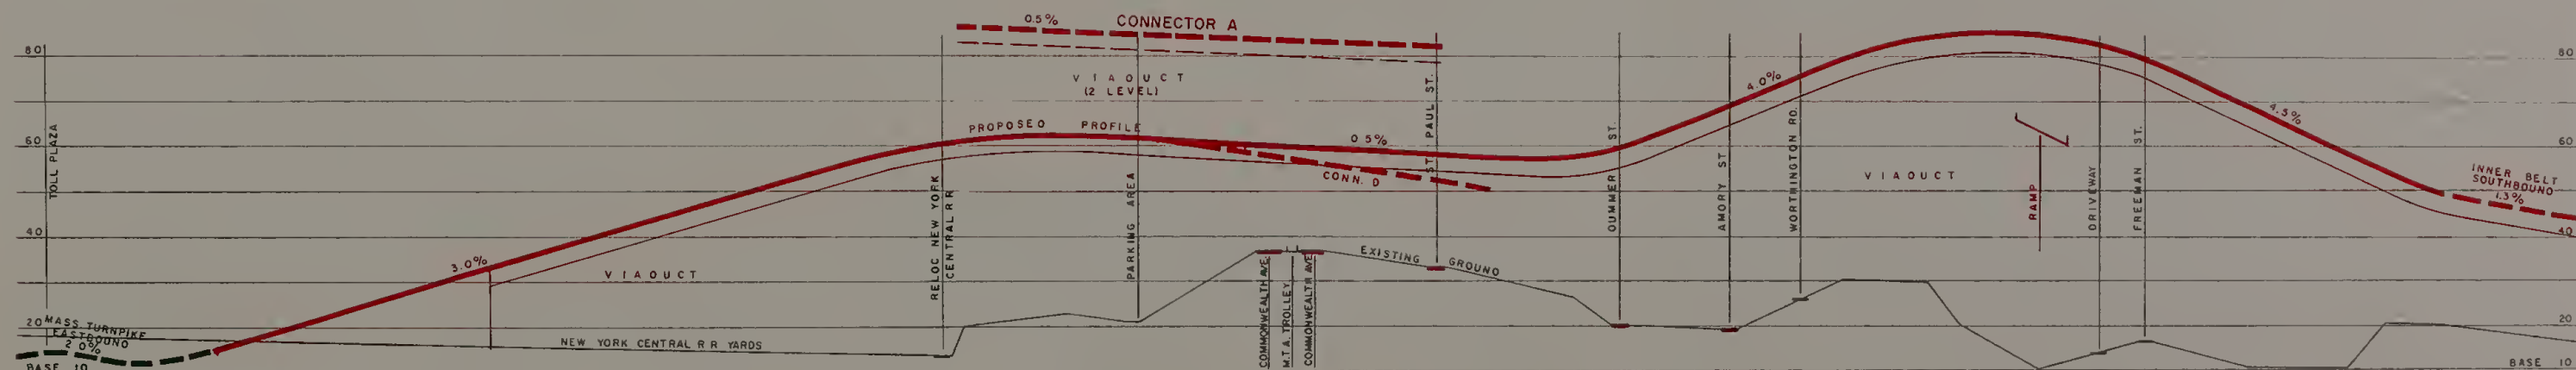 0.5%
CONNECTOR A
80
80
VIADUCT
(2 LEVEL)
4.0%
4.5%
TOLL PLAZA
60
PROPOSED PROFILE
0.5%
ST. PAUL ST.
60
CONN. D
RELOC NEW YORK
CENTRAL R R
PARKING AREA
SUMMER ST.
AMORY ST
WORTHINGTON RD.
VIADUCT
RAMP
DRIVEWAY
FREEMAN ST.
INNER BELT
SOUTHBOUND
1.3%
40
40
3.0%
VIADUCT
EXISTING GROUND
COMMONWEALTH AVE.
M.T.A. TROLLEY
COMMONWEALTH AVE.
20
MASS. TURNPIKE
EASTBOUND
2.0%
NEW YORK CENTRAL R R YARDS
20
BASE 10
BASE 10